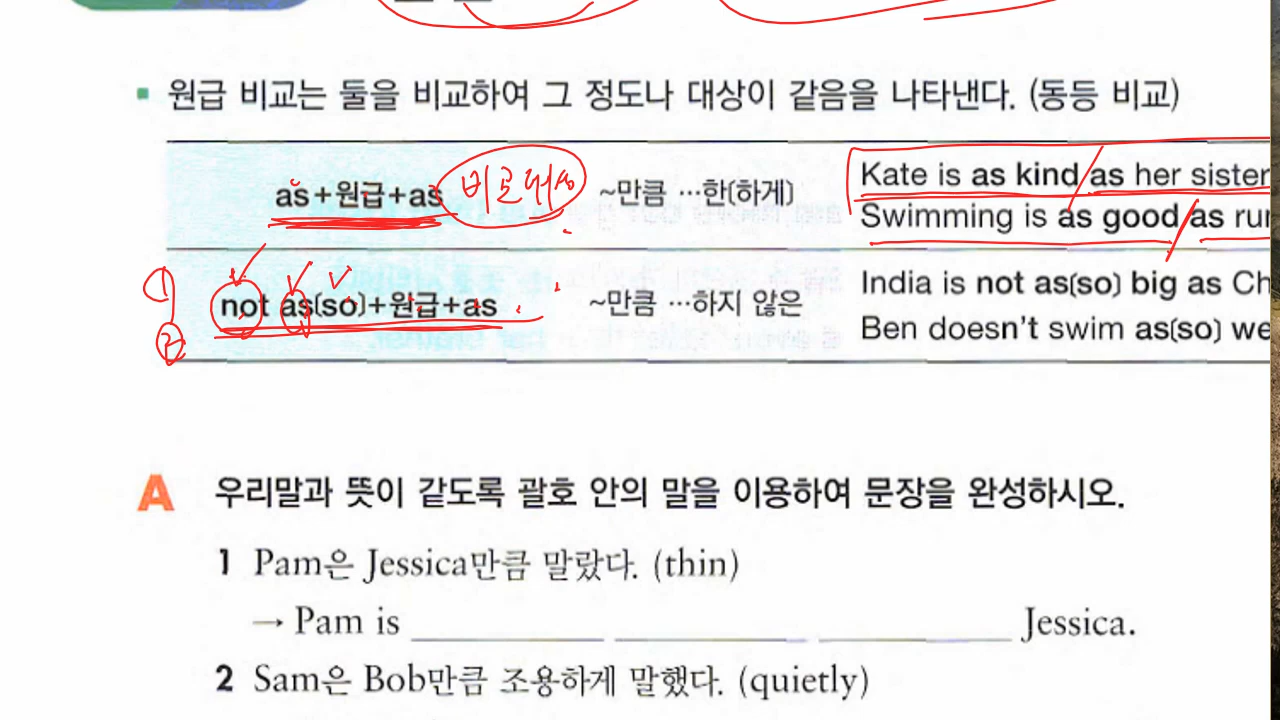 원급 비교는 둘을 비교하여 그 정도나 대상이 같음을 나타낸다. (동등 비교)
as+원급+as 비교대상 ~만큼 …한(하게) Kate is as kind as her sister
Swimming is as good as
① not as(so)+원급+as ~만큼 …하지 않은 India is not as(so) big as
② Ben doesn't swim as(so)
A 우리말과 뜻이 같도록 괄호 안의 말을 이용하여 문장을 완성하시오.
1 Pam은 Jessica만큼 말랐다. (thin)
→ Pam is Jessica.
2 Sam은 Bob만큼 조용하게 말했다. (quietly)